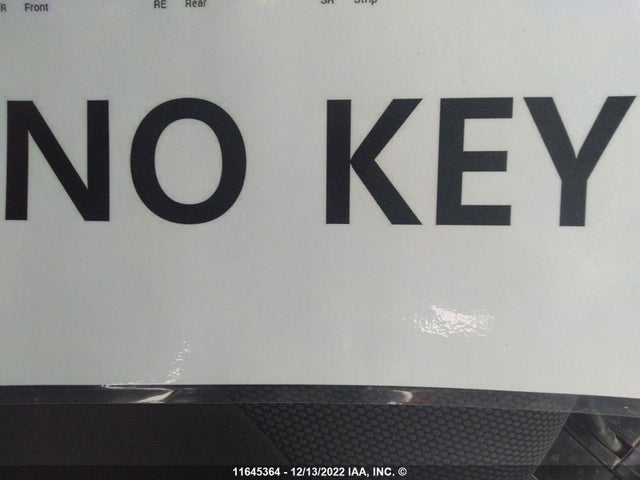 R Front RE Rear SR Strip
NO KEY
11645364 - 12/13/2022 IAA, INC. ©